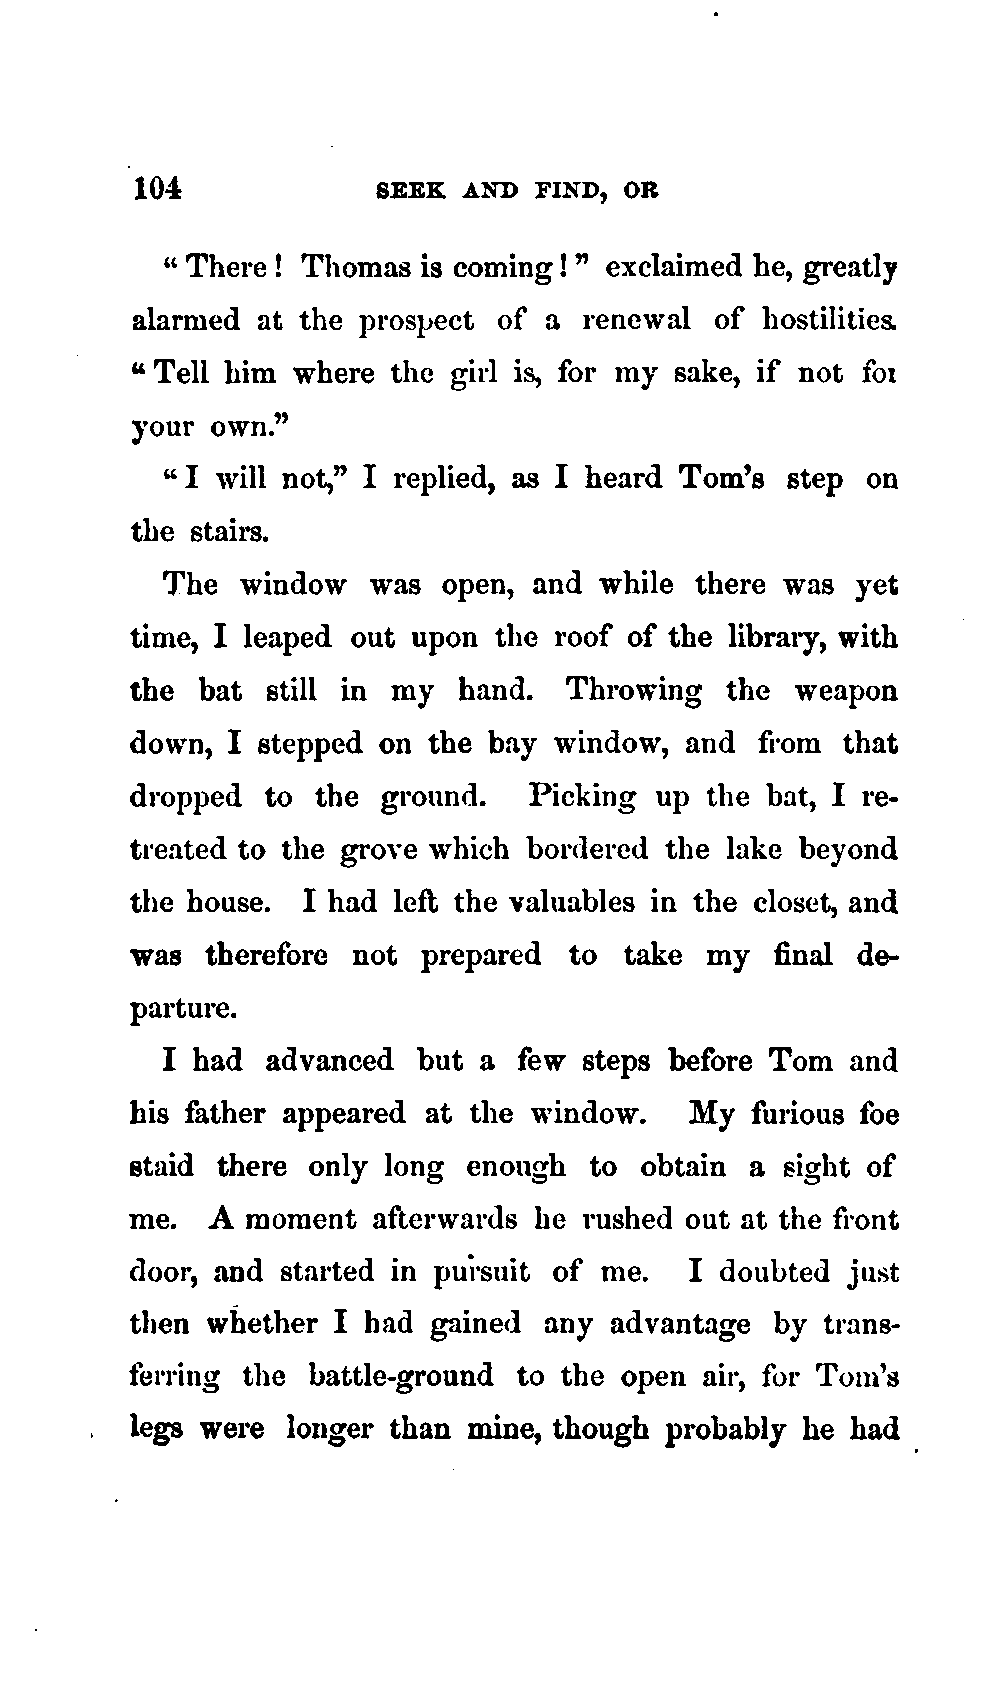 104 SEEK AND FIND, OR
“There! Thomas is coming!” exclaimed he, greatly
alarmed at the prospect of a renewal of hostilities.
“Tell him where the girl is, for my sake, if not for
your own.”
“I will not,” I replied, as I heard Tom’s step on
the stairs.
The window was open, and while there was yet
time, I leaped out upon the roof of the library, with
the bat still in my hand. Throwing the weapon
down, I stepped on the bay window, and from that
dropped to the ground. Picking up the bat, I re-
treated to the grove which bordered the lake beyond
the house. I had left the valuables in the closet, and
was therefore not prepared to take my final de-
parture.
I had advanced but a few steps before Tom and
his father appeared at the window. My furious foe
staid there only long enough to obtain a sight of
me. A moment afterwards he rushed out at the front
door, and started in pursuit of me. I doubted just
then whether I had gained any advantage by trans-
ferring the battle-ground to the open air, for Tom’s
legs were longer than mine, though probably he had